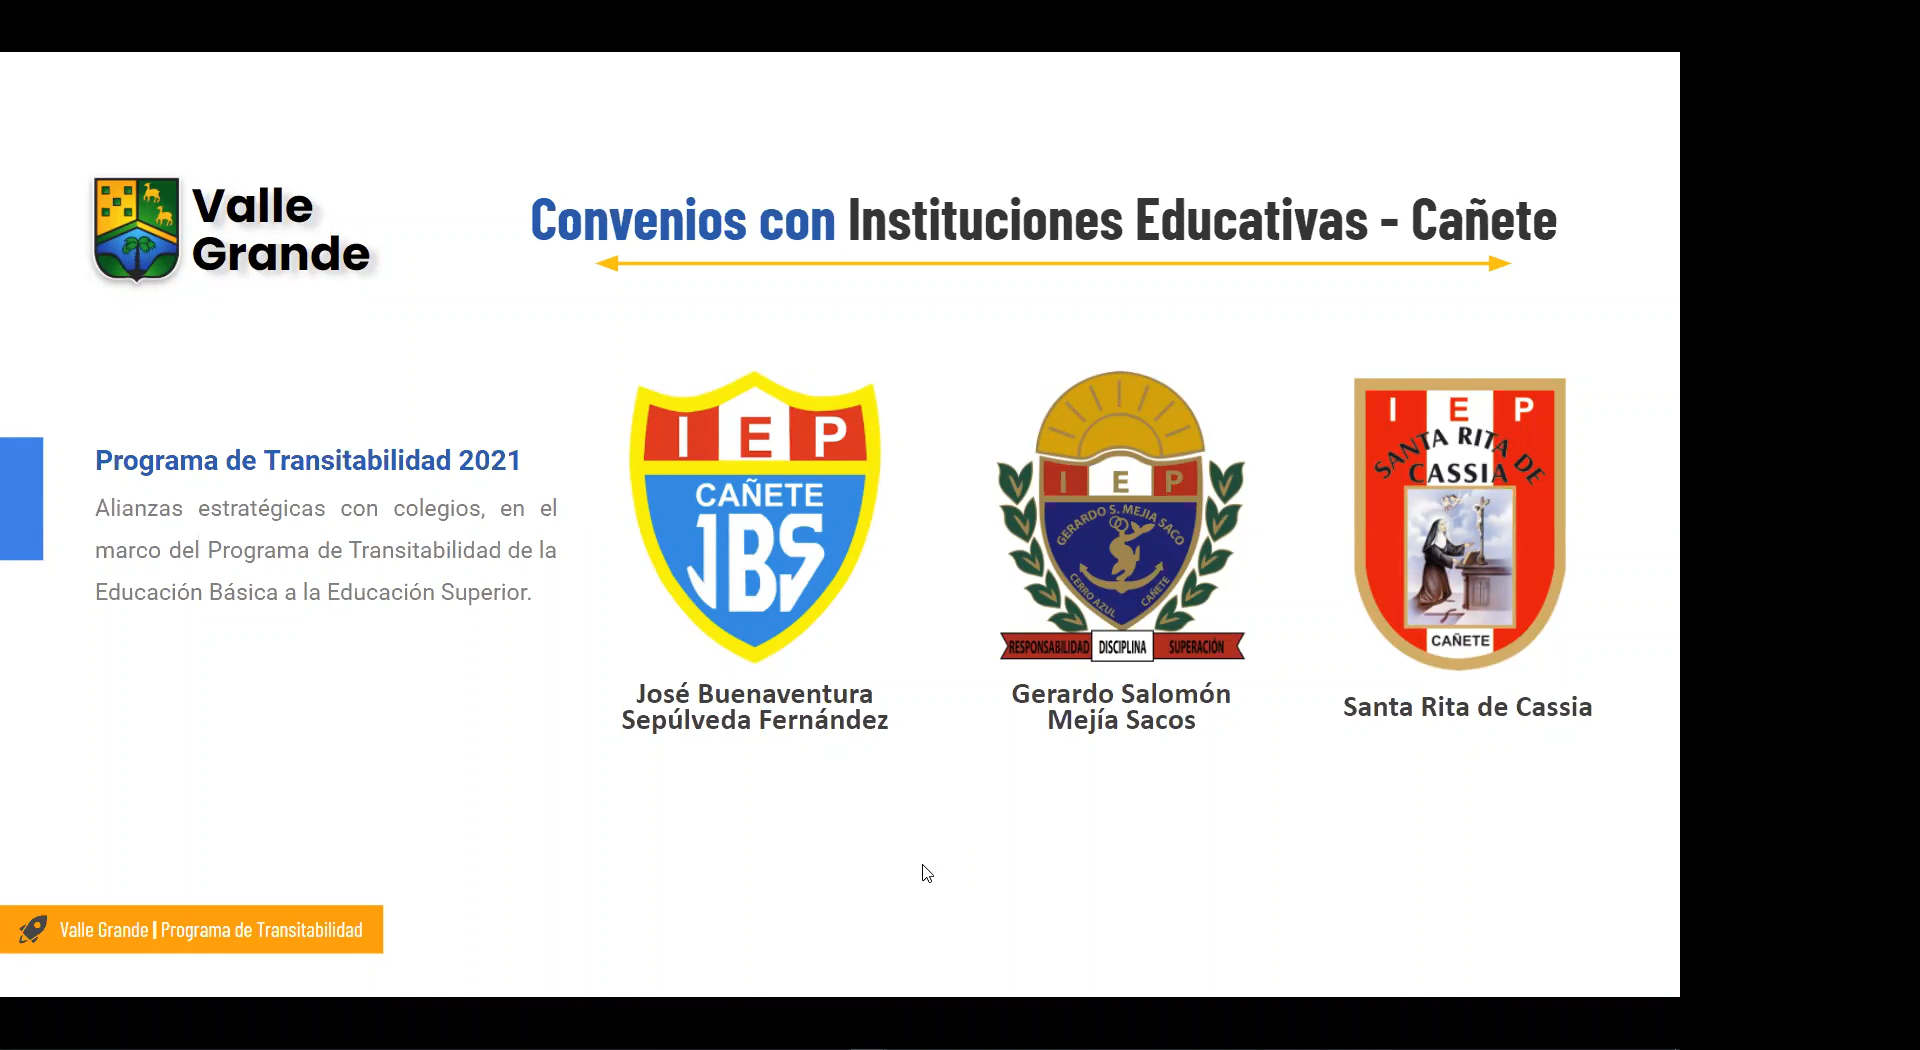 Valle
Grande
Convenios con Instituciones Educativas - Cañete
Programa de Transitabilidad 2021
Alianzas estratégicas con colegios, en el
marco del Programa de Transitabilidad de la
Educación Básica a la Educación Superior.
I E P
CAÑETE
JBS
José Buenaventura
Sepúlveda Fernández
I E P
GERARDO S. MEJIA SACO
CERRO AZUL CAÑETE
RESPONSABILIDAD DISCIPLINA SUPERACIÓN
Gerardo Salomón
Mejía Sacos
I E P
SANTA RITA DE
CASSIA
CAÑETE
Santa Rita de Cassia
Valle Grande | Programa de Transitabilidad